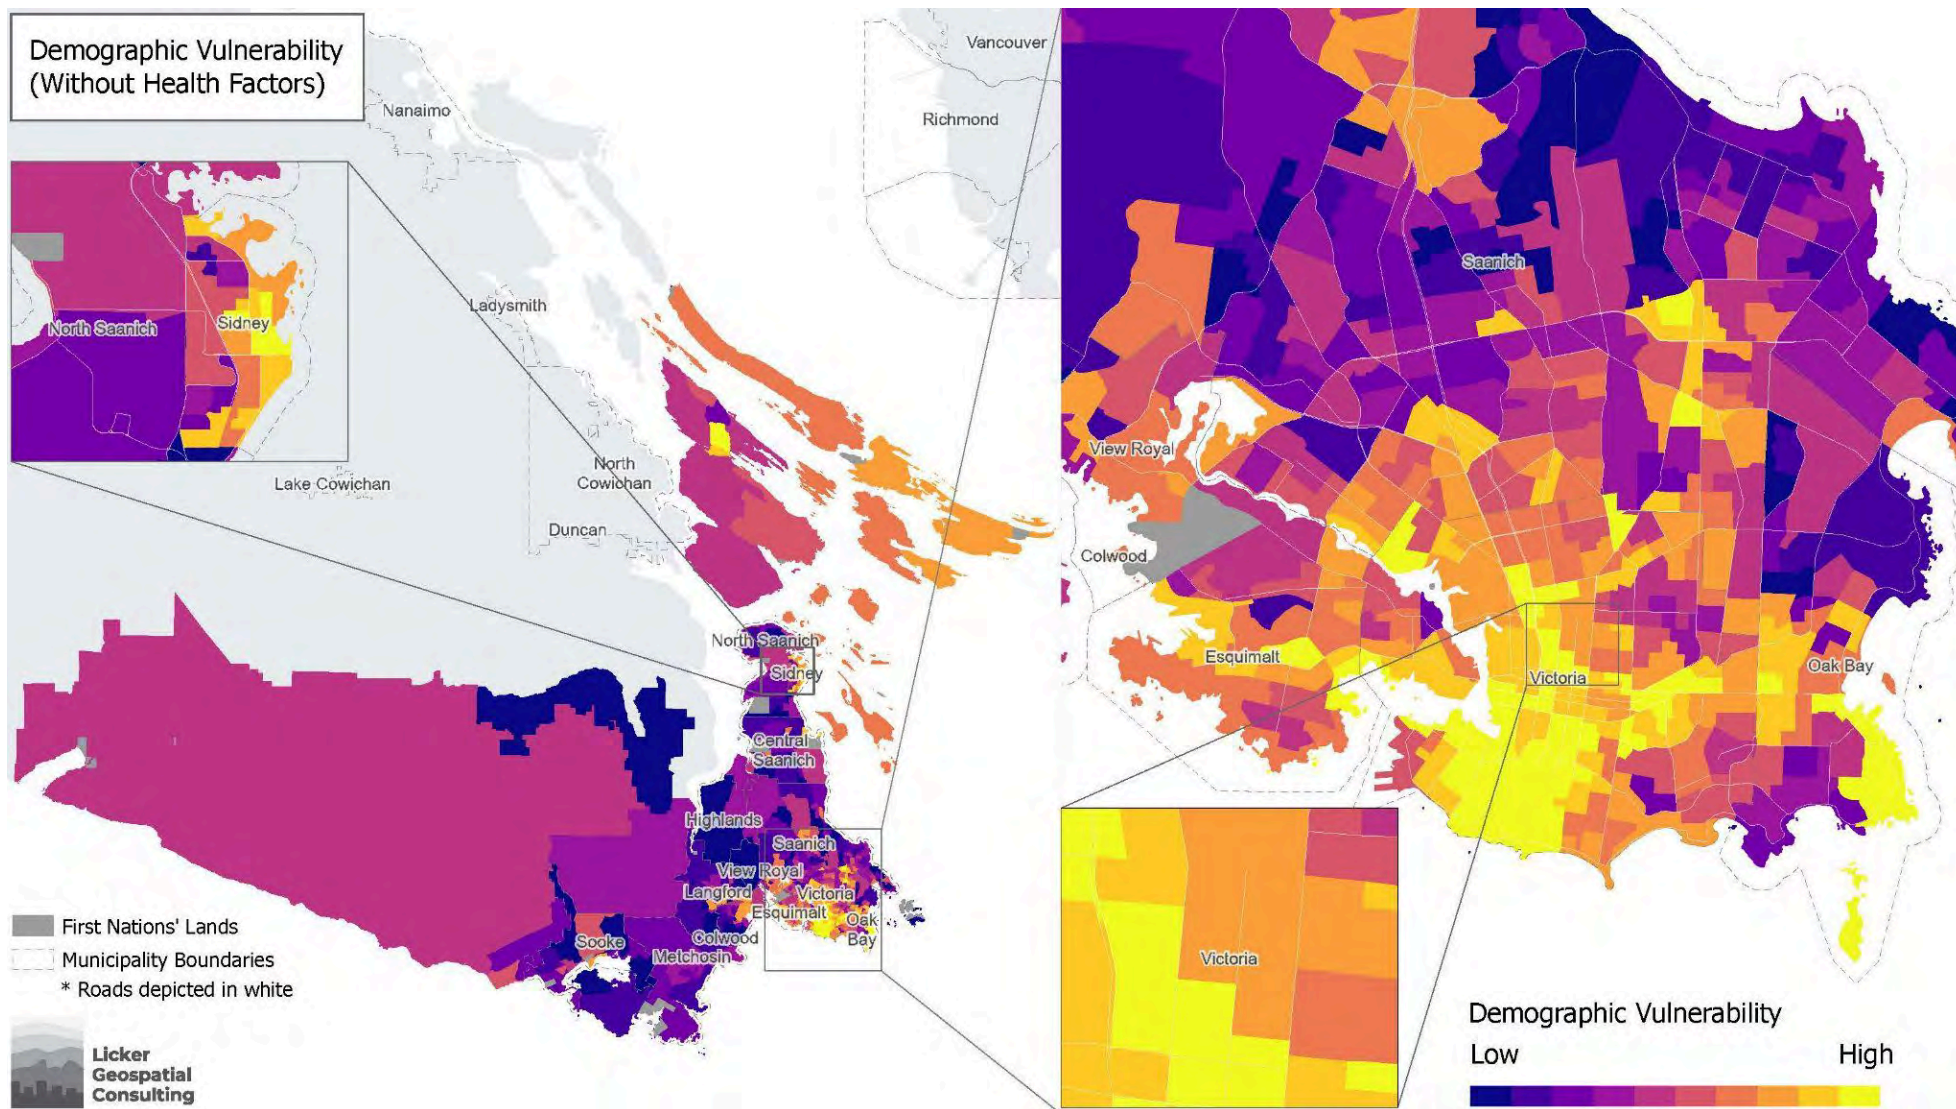 Demographic Vulnerability
(Without Health Factors)
Vancouver
Nanaimo
Richmond
Ladysmith
North Saanich
Sidney
Lake Cowichan
North
Cowichan
Duncan
North Saanich
Sidney
Central
Saanich
Highlands
Saanich
View Royal
Langford
Victoria
Esquimalt
Oak
Bay
Colwood
Sooke
Metchosin
Saanich
View Royal
Colwood
Esquimalt
Victoria
Oak Bay
Victoria
First Nations' Lands
Municipality Boundaries
* Roads depicted in white
Licker
Geospatial
Consulting
Demographic Vulnerability
Low High